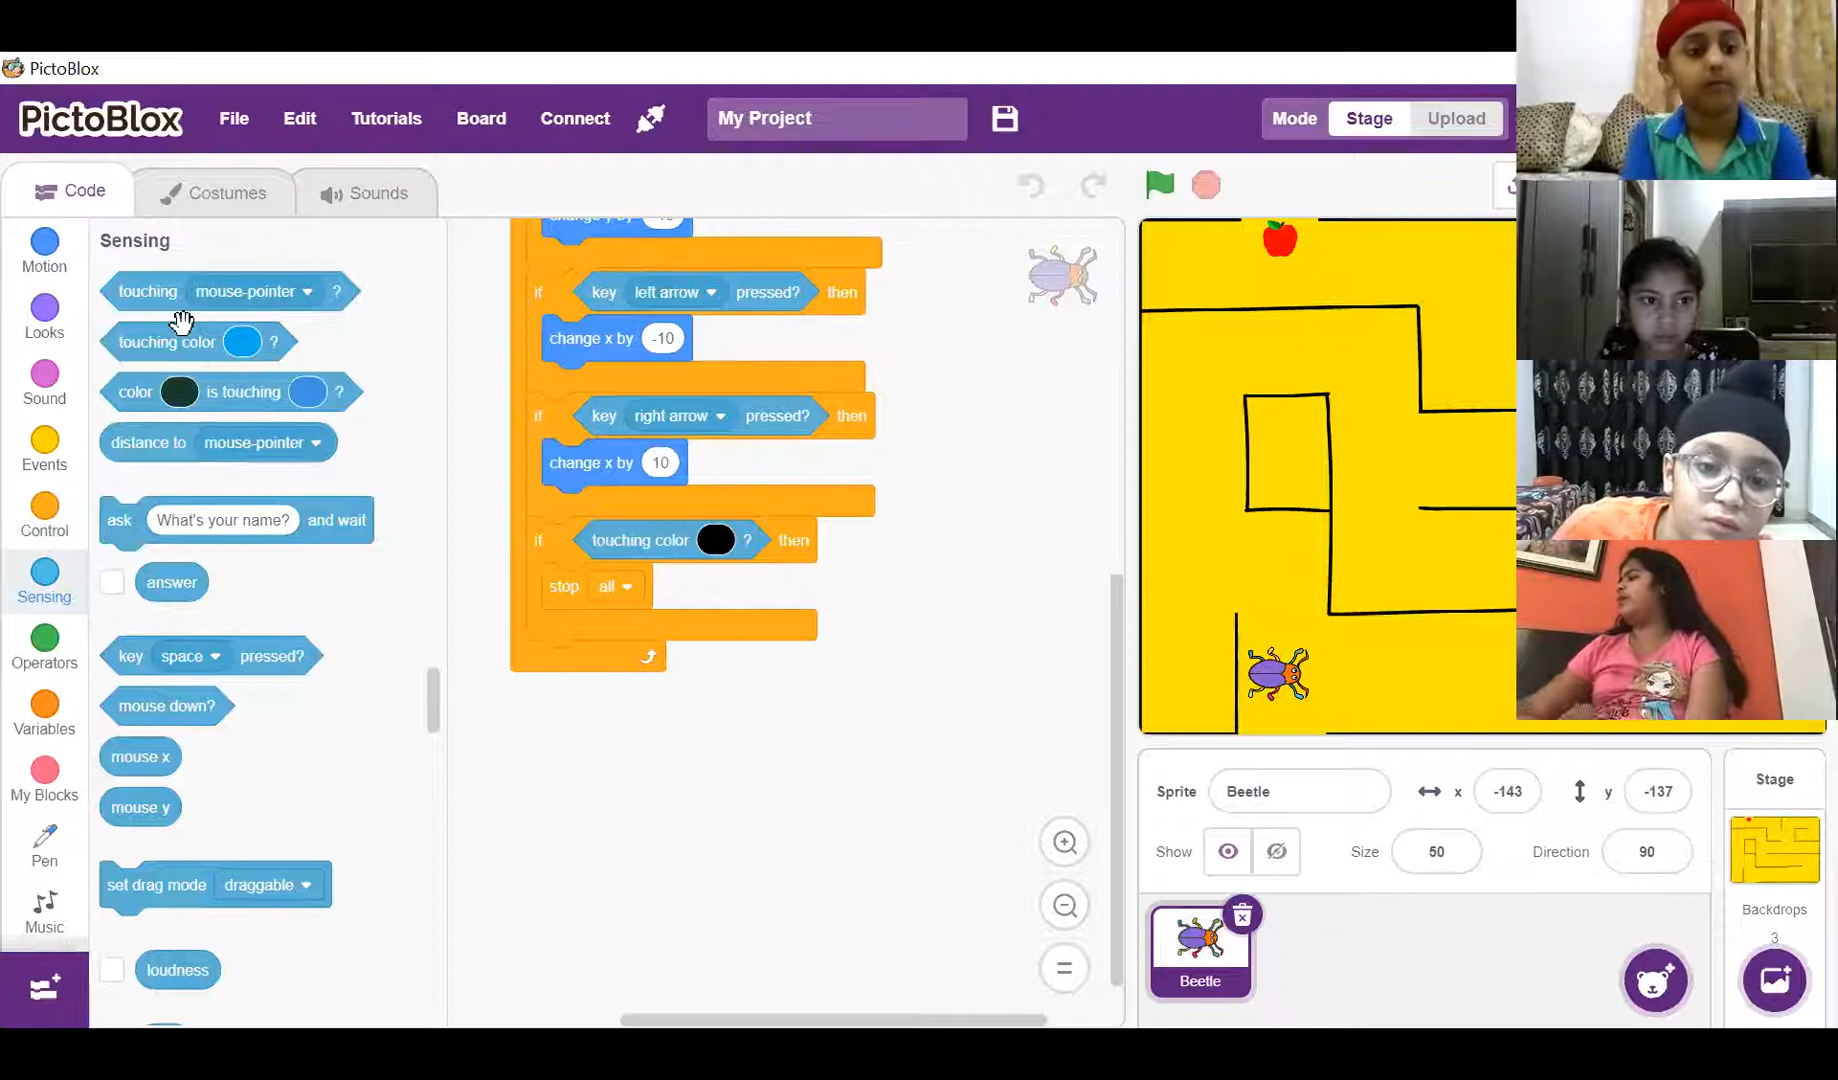 PictoBlox
PictoBlox File Edit Tutorials Board Connect My Project Mode Stage Upload
Code Costumes Sounds
Motion
Looks
Sound
Events
Control
Sensing
Operators
Variables
My Blocks
Pen
Music
Sensing
touching mouse-pointer ?
touching color ?
color is touching ?
distance to mouse-pointer
ask What's your name? and wait
answer
key space pressed?
mouse down?
mouse x
mouse y
set drag mode draggable
loudness
if key left arrow pressed? then
change x by -10
if key right arrow pressed? then
change x by 10
if touching color ? then
stop all
Sprite Beetle x -143 y -137
Show Size 50 Direction 90
Beetle
Stage
Backdrops
3